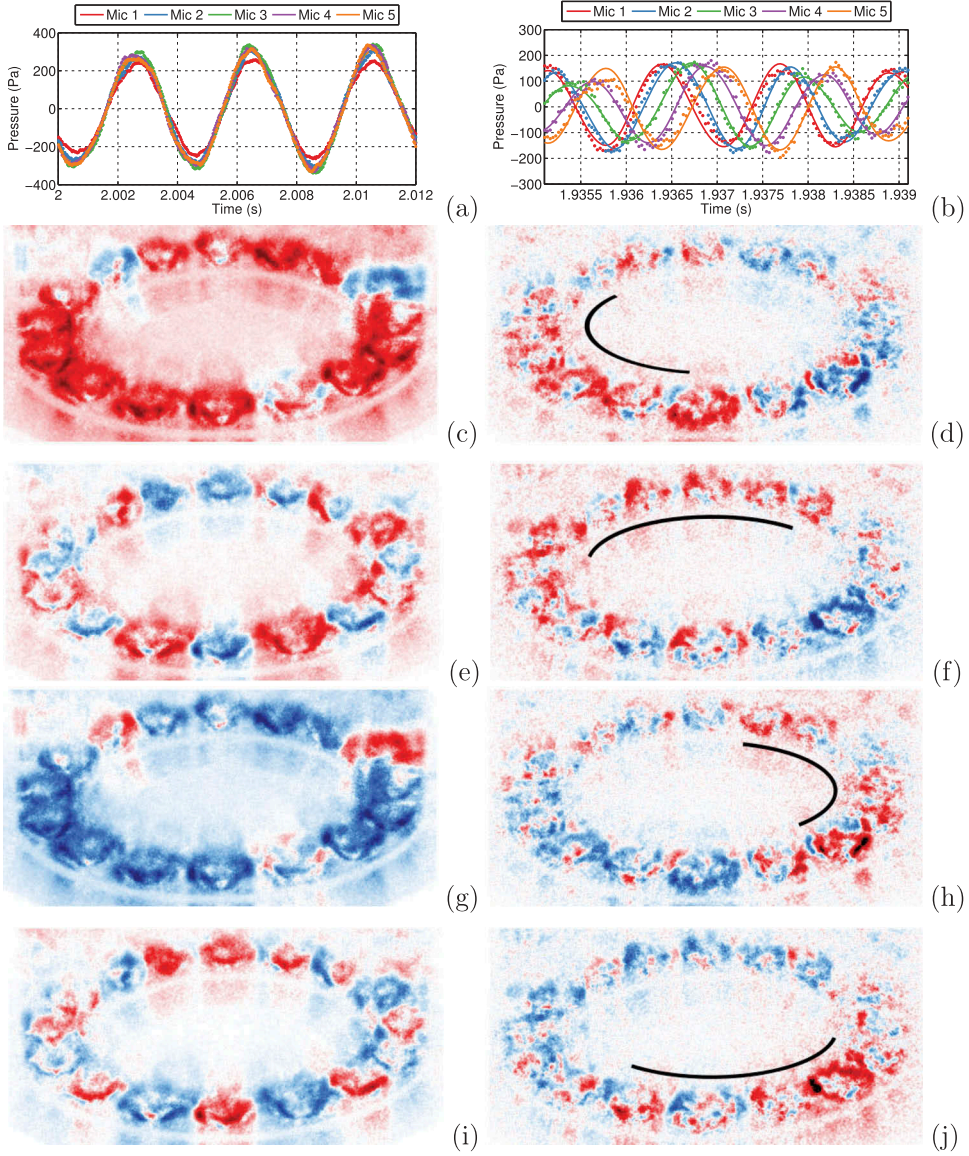 Mic 1 Mic 2 Mic 3 Mic 4 Mic 5
400
200
0
−200
−400
Pressure (Pa)
2 2.002 2.004 2.006 2.008 2.01 2.012
Time (s)
(a)
Mic 1 Mic 2 Mic 3 Mic 4 Mic 5
300
200
100
0
−100
−200
−300
Pressure (Pa)
1.9355 1.936 1.9365 1.937 1.9375 1.938 1.9385 1.939
Time (s)
(b)
(c)
(d)
(e)
(f)
(g)
(h)
(i)
(j)